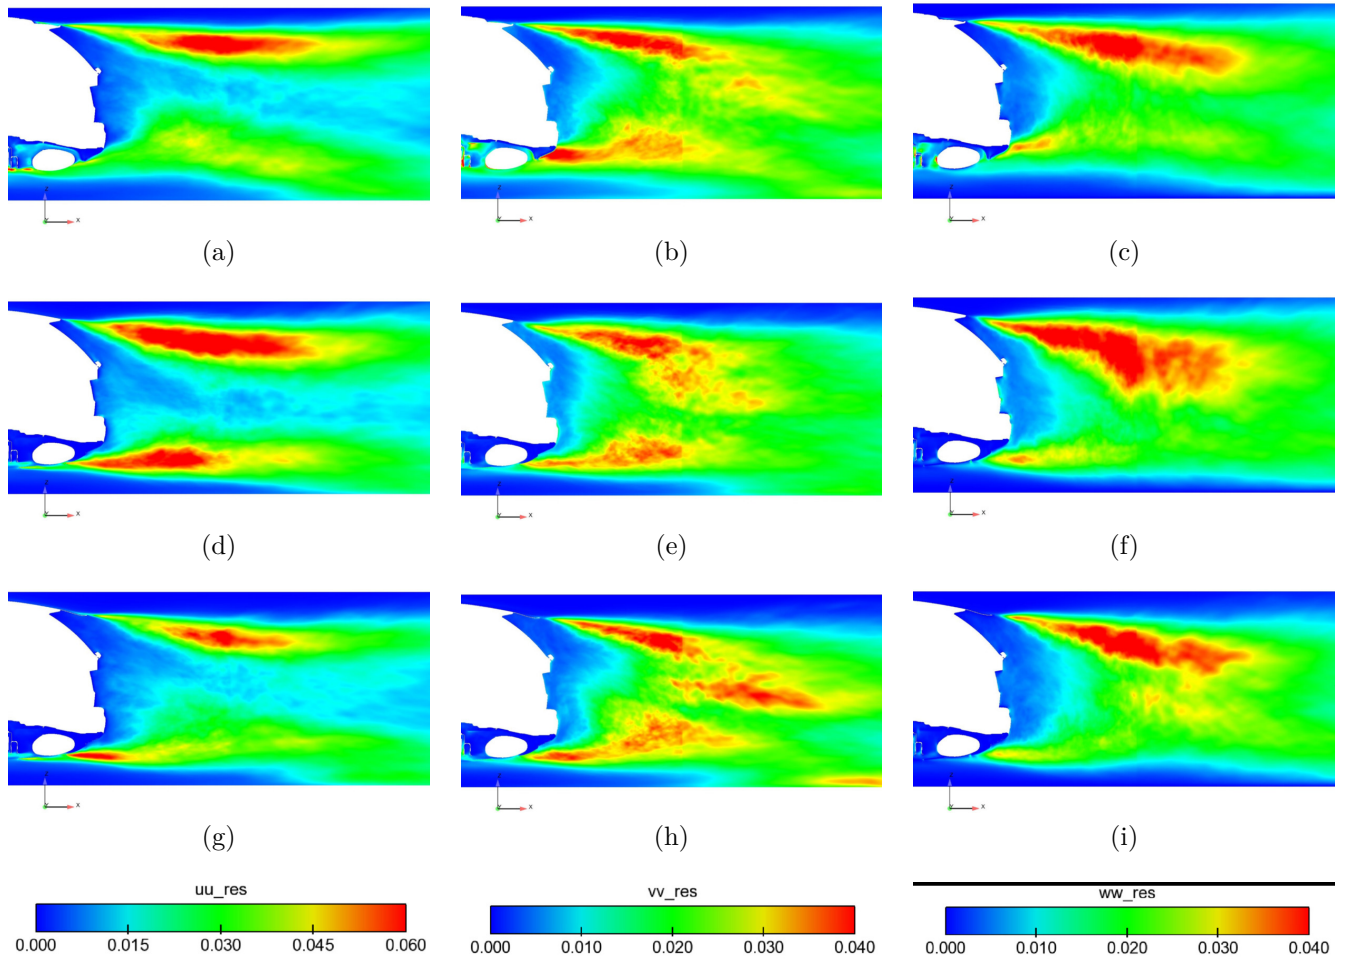 x x x
(a) (b) (c)
x x x
(d) (e) (f)
x x x
(g) (h) (i)
uu_res vv_res ww_res
0.000 0.015 0.030 0.045 0.060 0.000 0.010 0.020 0.030 0.040 0.000 0.010 0.020 0.030 0.040